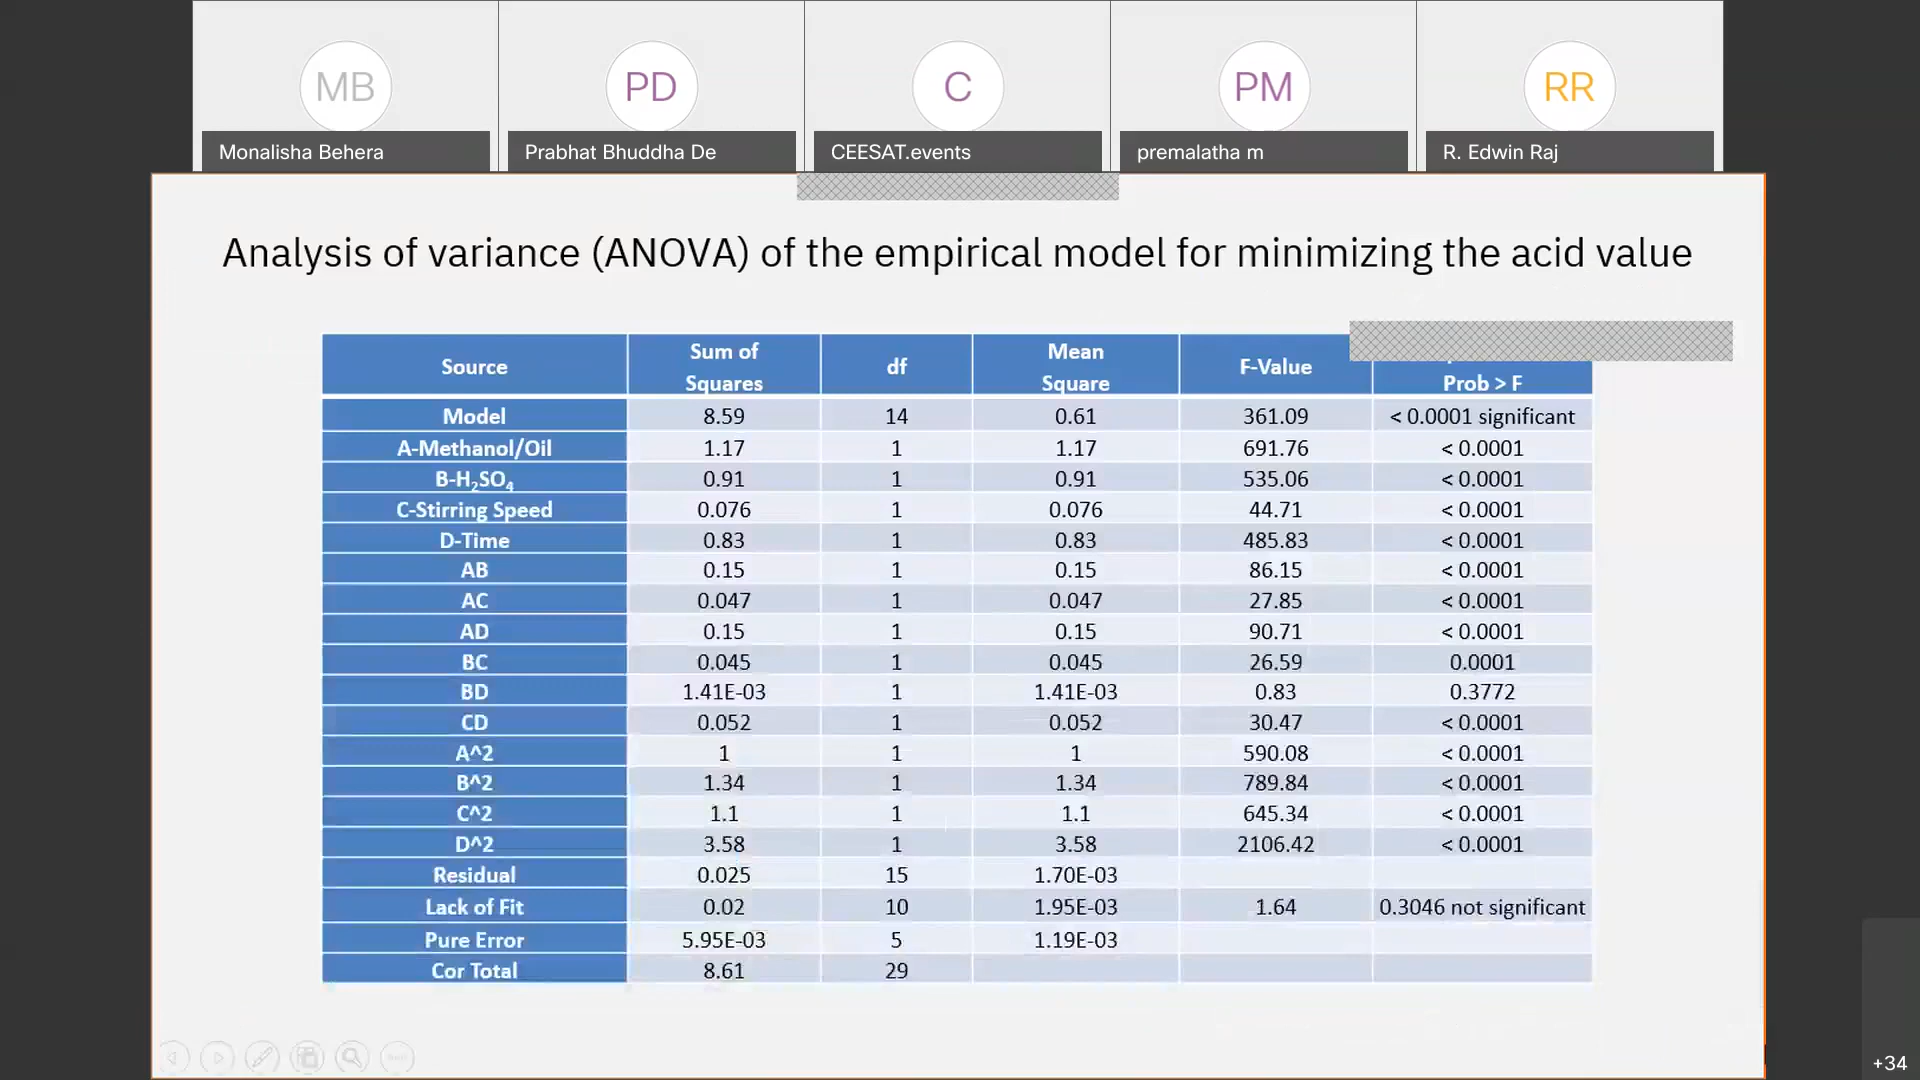 MB PD C PM RR
Monalisha Behera Prabhat Bhuddha De CEESAT.events premalatha m R. Edwin Raj
Analysis of variance (ANOVA) of the empirical model for minimizing the acid value
Source Sum of Squares df Mean Square F-Value Prob > F
Model 8.59 14 0.61 361.09 < 0.0001 significant
A-Methanol/Oil 1.17 1 1.17 691.76 < 0.0001
B-H₂SO₄ 0.91 1 0.91 535.06 < 0.0001
C-Stirring Speed 0.076 1 0.076 44.71 < 0.0001
D-Time 0.83 1 0.83 485.83 < 0.0001
AB 0.15 1 0.15 86.15 < 0.0001
AC 0.047 1 0.047 27.85 < 0.0001
AD 0.15 1 0.15 90.71 < 0.0001
BC 0.045 1 0.045 26.59 0.0001
BD 1.41E-03 1 1.41E-03 0.83 0.3772
CD 0.052 1 0.052 30.47 < 0.0001
A^2 1 1 1 590.08 < 0.0001
B^2 1.34 1 1.34 789.84 < 0.0001
C^2 1.1 1 1.1 645.34 < 0.0001
D^2 3.58 1 3.58 2106.42 < 0.0001
Residual 0.025 15 1.70E-03
Lack of Fit 0.02 10 1.95E-03 1.64 0.3046 not significant
Pure Error 5.95E-03 5 1.19E-03
Cor Total 8.61 29
+34